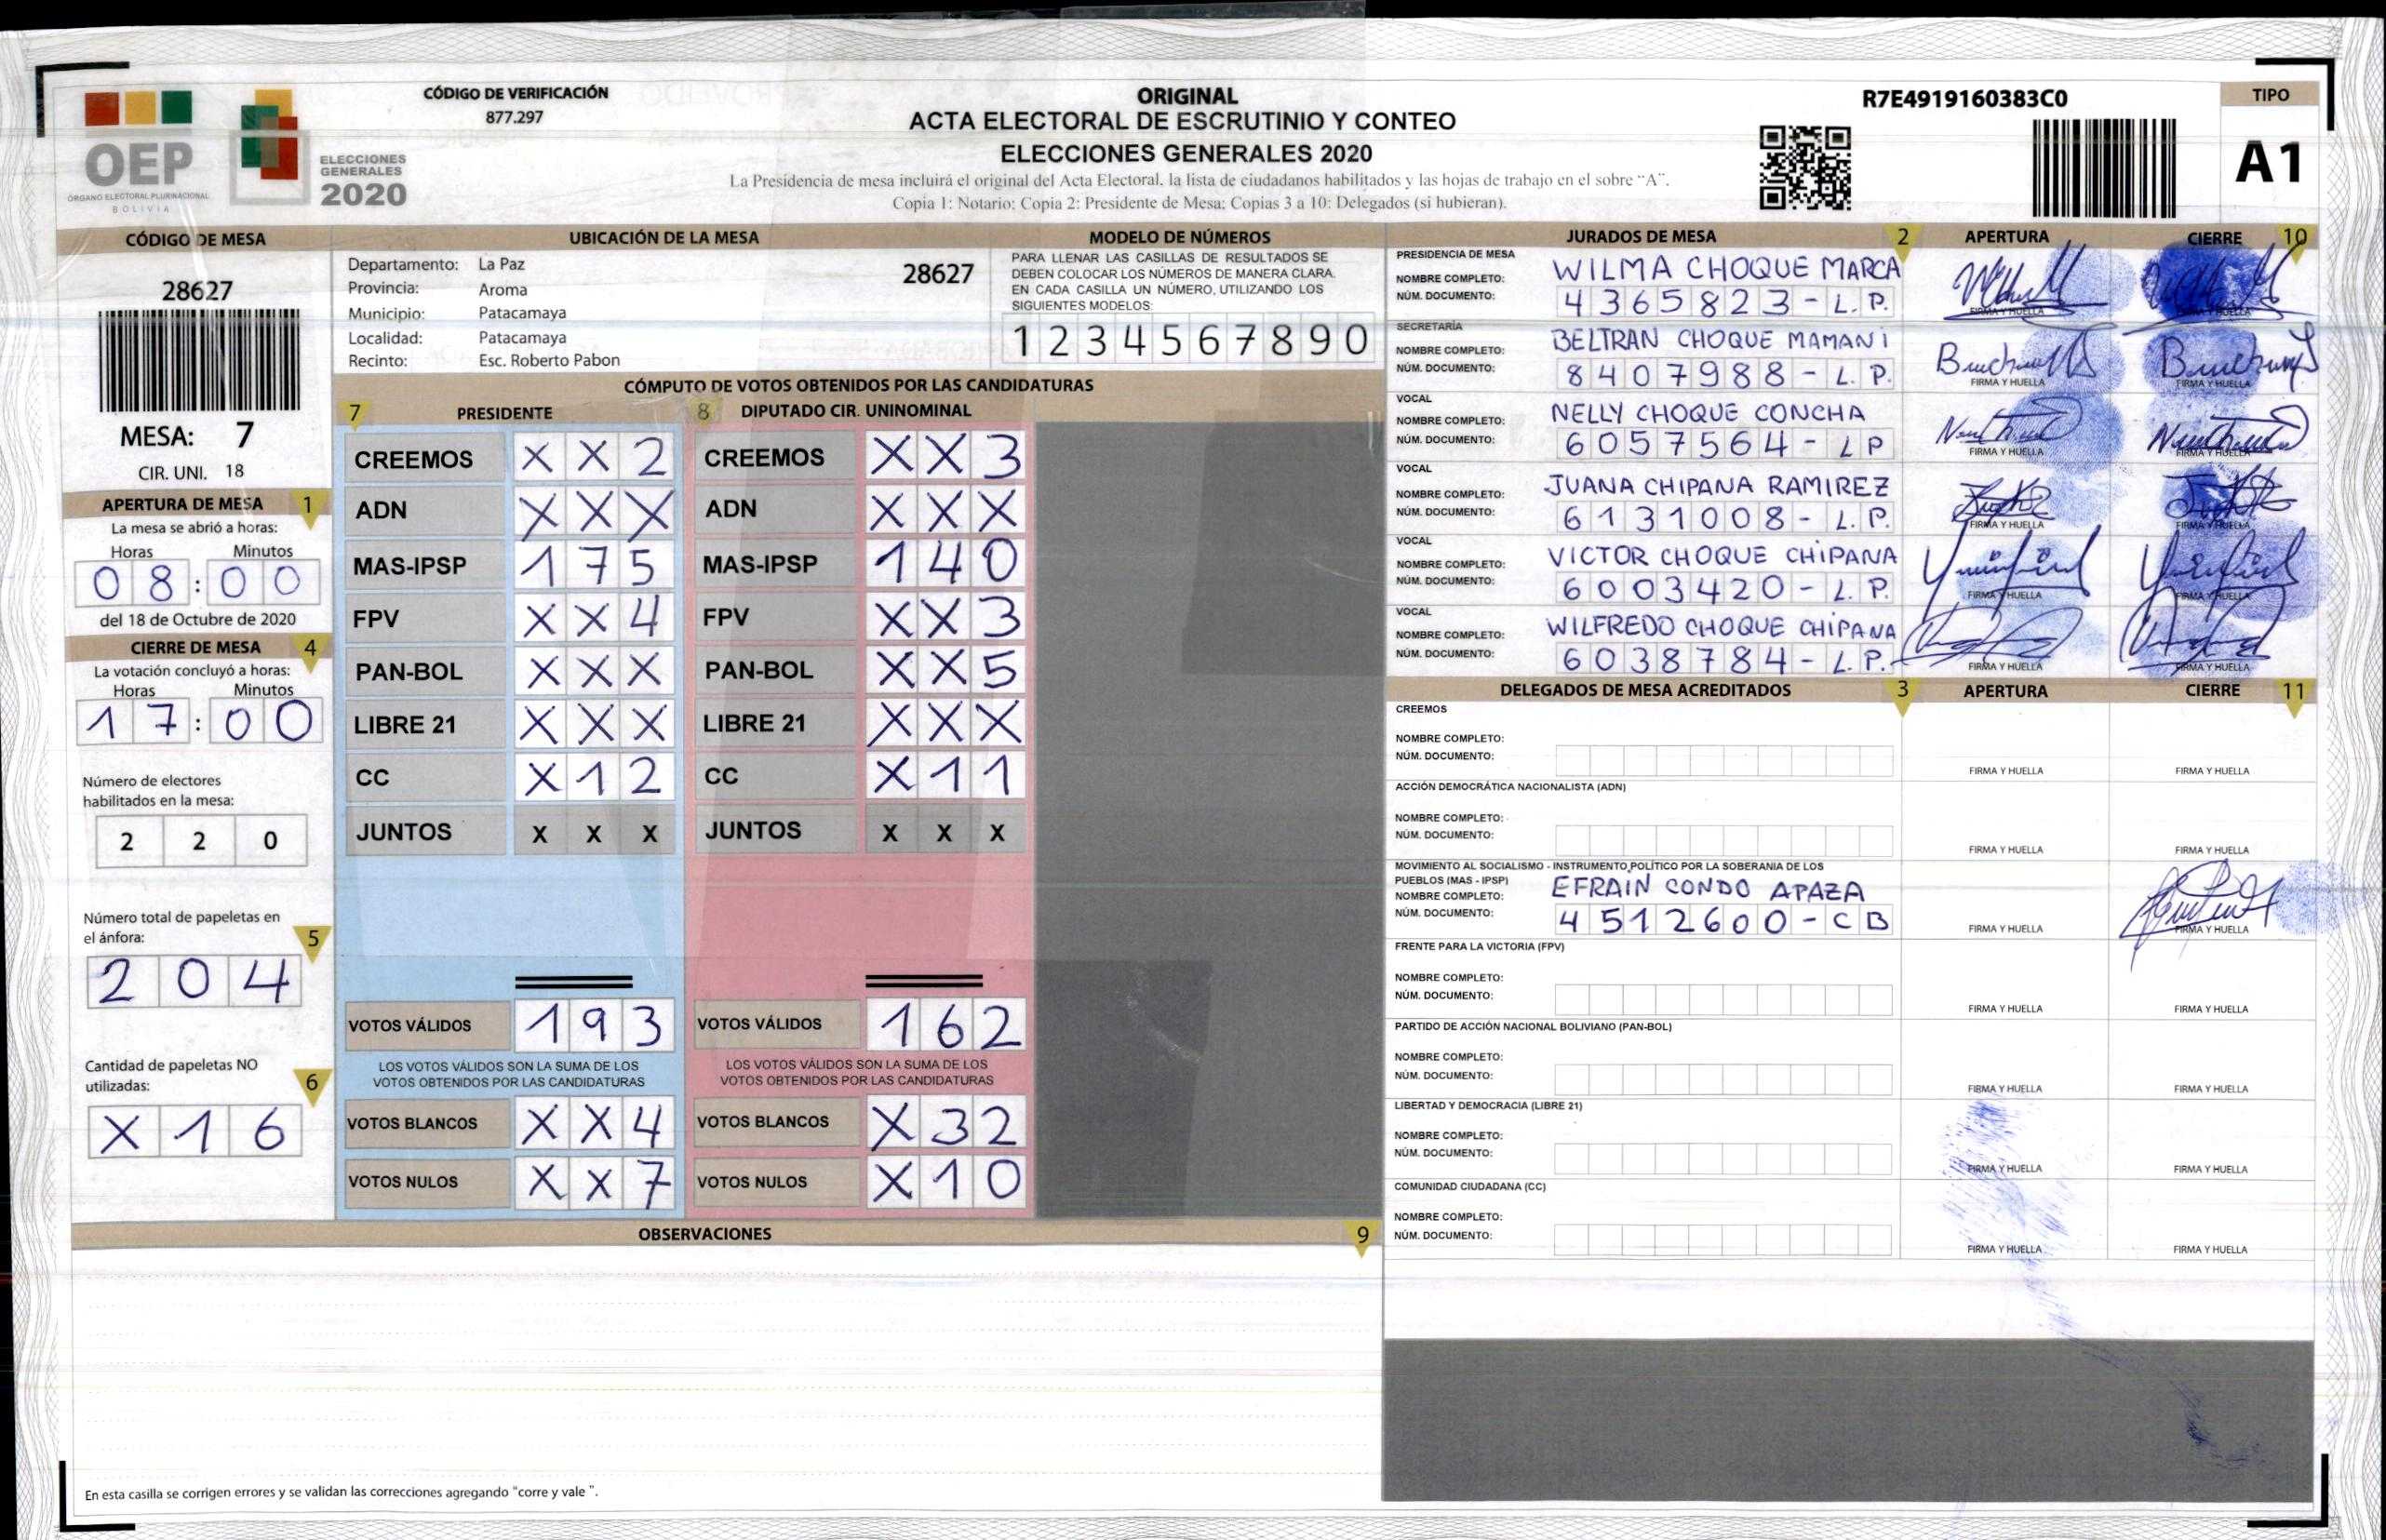 CÓDIGO DE VERIFICACIÓN
877.297
OEP
ÓRGANO ELECTORAL PLURINACIONAL
BOLIVIA
ELECCIONES
GENERALES
2020
ORIGINAL
ACTA ELECTORAL DE ESCRUTINIO Y CONTEO
ELECCIONES GENERALES 2020
La Presidencia de mesa incluirá el original del Acta Electoral, la lista de ciudadanos habilitados y las hojas de trabajo en el sobre “A”.
Copia 1: Notario; Copia 2: Presidente de Mesa; Copias 3 a 10: Delegados (si hubieran).
R7E4919160383C0
TIPO
A1
CÓDIGO DE MESA
28627
MESA: 7
CIR. UNI. 18
APERTURA DE MESA 1
La mesa se abrió a horas:
Horas Minutos
08:00
del 18 de Octubre de 2020
CIERRE DE MESA 4
La votación concluyó a horas:
Horas Minutos
17:00
Número de electores
habilitados en la mesa:
2 2 0
Número total de papeletas en
el ánfora: 5
2 0 4
Cantidad de papeletas NO
utilizadas: 6
X 1 6
UBICACIÓN DE LA MESA
Departamento: La Paz 28627
Provincia: Aroma
Municipio: Patacamaya
Localidad: Patacamaya
Recinto: Esc. Roberto Pabon
MODELO DE NÚMEROS
PARA LLENAR LAS CASILLAS DE RESULTADOS SE
DEBEN COLOCAR LOS NÚMEROS DE MANERA CLARA.
EN CADA CASILLA UN NÚMERO, UTILIZANDO LOS
SIGUIENTES MODELOS:
1 2 3 4 5 6 7 8 9 0
CÓMPUTO DE VOTOS OBTENIDOS POR LAS CANDIDATURAS
7 PRESIDENTE
CREEMOS X X 2
ADN X X X
MAS-IPSP 1 7 5
FPV X X 4
PAN-BOL X X X
LIBRE 21 X X X
CC X 1 2
JUNTOS X X X
VOTOS VÁLIDOS 1 9 3
LOS VOTOS VÁLIDOS SON LA SUMA DE LOS
VOTOS OBTENIDOS POR LAS CANDIDATURAS
VOTOS BLANCOS X X 4
VOTOS NULOS X X 7
8 DIPUTADO CIR. UNINOMINAL
CREEMOS X X 3
ADN X X X
MAS-IPSP 1 4 0
FPV X X 3
PAN-BOL X X 5
LIBRE 21 X X X
CC X 1 1
JUNTOS X X X
VOTOS VÁLIDOS 1 6 2
LOS VOTOS VÁLIDOS SON LA SUMA DE LOS
VOTOS OBTENIDOS POR LAS CANDIDATURAS
VOTOS BLANCOS X 3 2
VOTOS NULOS X 1 0
OBSERVACIONES 9
En esta casilla se corrigen errores y se validan las correcciones agregando “corre y vale ”.
JURADOS DE MESA 2 APERTURA CIERRE 10
PRESIDENCIA DE MESA
NOMBRE COMPLETO: WILMA CHOQUE MARCA
NÚM. DOCUMENTO: 4365823-L.P.
FIRMA Y HUELLA FIRMA Y HUELLA
SECRETARÍA
NOMBRE COMPLETO: BELTRAN CHOQUE MAMANI
NÚM. DOCUMENTO: 8407988-L.P.
FIRMA Y HUELLA FIRMA Y HUELLA
VOCAL
NOMBRE COMPLETO: NELLY CHOQUE CONCHA
NÚM. DOCUMENTO: 6057564-LP
FIRMA Y HUELLA FIRMA Y HUELLA
VOCAL
NOMBRE COMPLETO: JUANA CHIPANA RAMIREZ
NÚM. DOCUMENTO: 6131008-L.P.
FIRMA Y HUELLA FIRMA Y HUELLA
VOCAL
NOMBRE COMPLETO: VICTOR CHOQUE CHIPANA
NÚM. DOCUMENTO: 6003420-L.P.
FIRMA Y HUELLA FIRMA Y HUELLA
VOCAL
NOMBRE COMPLETO: WILFREDO CHOQUE CHIPANA
NÚM. DOCUMENTO: 6038784-L.P.
FIRMA Y HUELLA FIRMA Y HUELLA
DELEGADOS DE MESA ACREDITADOS 3 APERTURA CIERRE 11
CREEMOS
NOMBRE COMPLETO:
NÚM. DOCUMENTO:
FIRMA Y HUELLA FIRMA Y HUELLA
ACCIÓN DEMOCRÁTICA NACIONALISTA (ADN)
NOMBRE COMPLETO:
NÚM. DOCUMENTO:
FIRMA Y HUELLA FIRMA Y HUELLA
MOVIMIENTO AL SOCIALISMO - INSTRUMENTO POLÍTICO POR LA SOBERANIA DE LOS
PUEBLOS (MAS - IPSP)
NOMBRE COMPLETO: EFRAIN CONDO APAZA
NÚM. DOCUMENTO: 4512600-CB
FIRMA Y HUELLA FIRMA Y HUELLA
FRENTE PARA LA VICTORIA (FPV)
NOMBRE COMPLETO:
NÚM. DOCUMENTO:
FIRMA Y HUELLA FIRMA Y HUELLA
PARTIDO DE ACCIÓN NACIONAL BOLIVIANO (PAN-BOL)
NOMBRE COMPLETO:
NÚM. DOCUMENTO:
FIRMA Y HUELLA FIRMA Y HUELLA
LIBERTAD Y DEMOCRACIA (LIBRE 21)
NOMBRE COMPLETO:
NÚM. DOCUMENTO:
FIRMA Y HUELLA FIRMA Y HUELLA
COMUNIDAD CIUDADANA (CC)
NOMBRE COMPLETO:
NÚM. DOCUMENTO:
FIRMA Y HUELLA FIRMA Y HUELLA